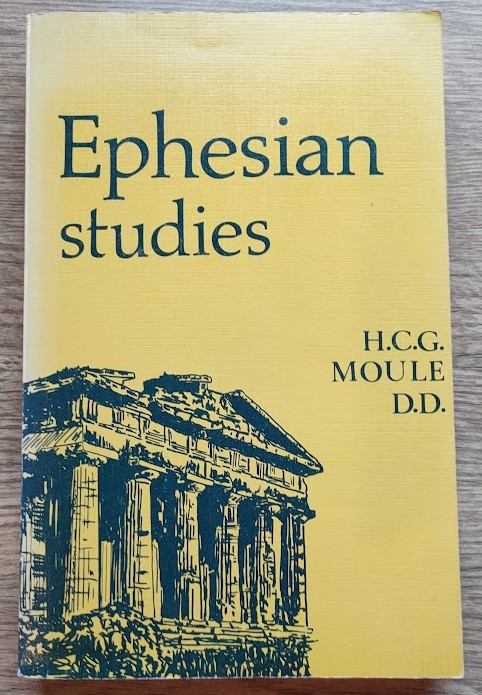 Ephesian
studies
H.C.G.
MOULE
D.D.